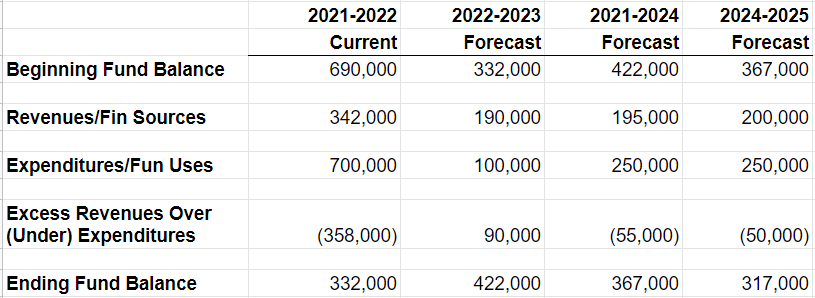 2021-2022 2022-2023 2021-2024 2024-2025
Current Forecast Forecast Forecast
Beginning Fund Balance 690,000 332,000 422,000 367,000
Revenues/Fin Sources 342,000 190,000 195,000 200,000
Expenditures/Fun Uses 700,000 100,000 250,000 250,000
Excess Revenues Over
(Under) Expenditures (358,000) 90,000 (55,000) (50,000)
Ending Fund Balance 332,000 422,000 367,000 317,000